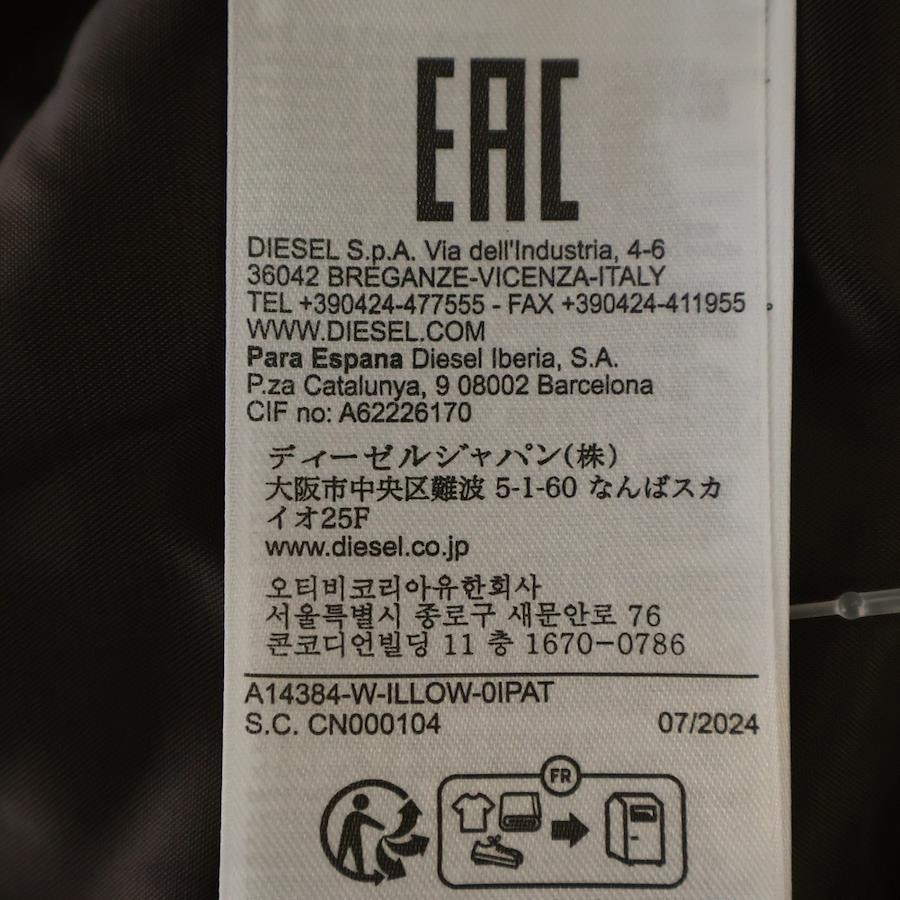 EAC
DIESEL S.p.A. Via dell'Industria, 4-6
36042 BREGANZE-VICENZA-ITALY
TEL +390424-477555 - FAX +390424-411955
WWW.DIESEL.COM
Para Espana Diesel Iberia, S.A.
P.za Catalunya, 9 08002 Barcelona
CIF no: A62226170
ディーゼルジャパン(株)
大阪市中央区難波 5-1-60 なんばスカ
イオ25F
www.diesel.co.jp
오티비코리아유한회사
서울특별시 종로구 새문안로 76
콘코디언빌딩 11 층 1670-0786
A14384-W-ILLOW-0IPAT
S.C. CN000104 07/2024
FR